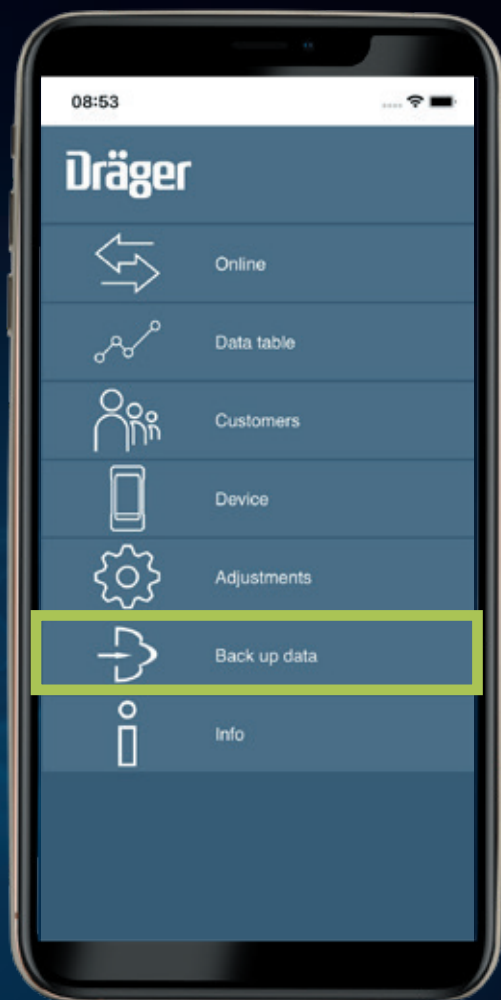 08:53
Dräger
Online
Data table
Customers
Device
Adjustments
Back up data
Info